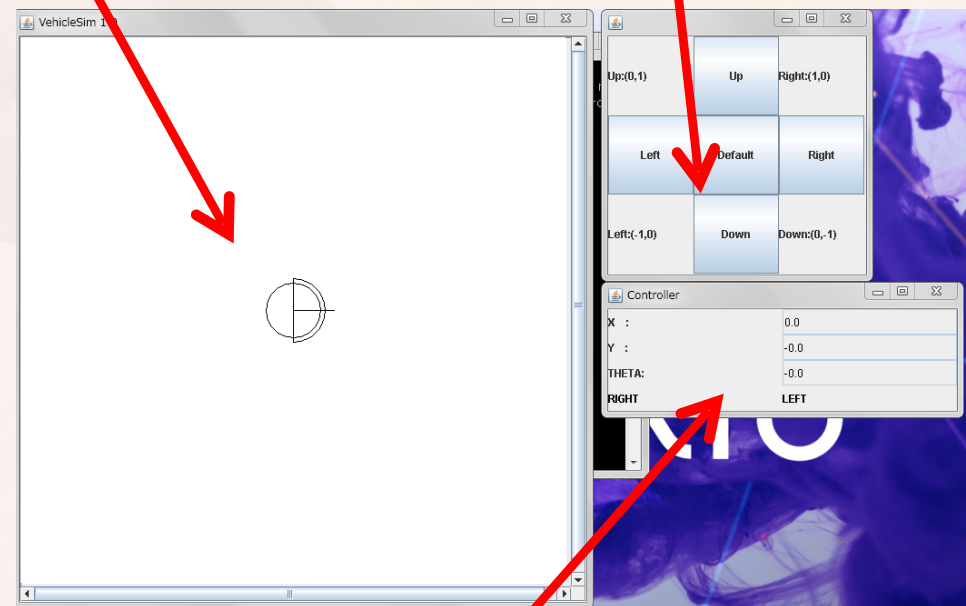 VehicleSim 1.0
Up:(0,1)
Up
Right:(1,0)
Left
Default
Right
Left:(-1,0)
Down
Down:(0,-1)
Controller
X :
0.0
Y :
-0.0
THETA:
-0.0
RIGHT
LEFT